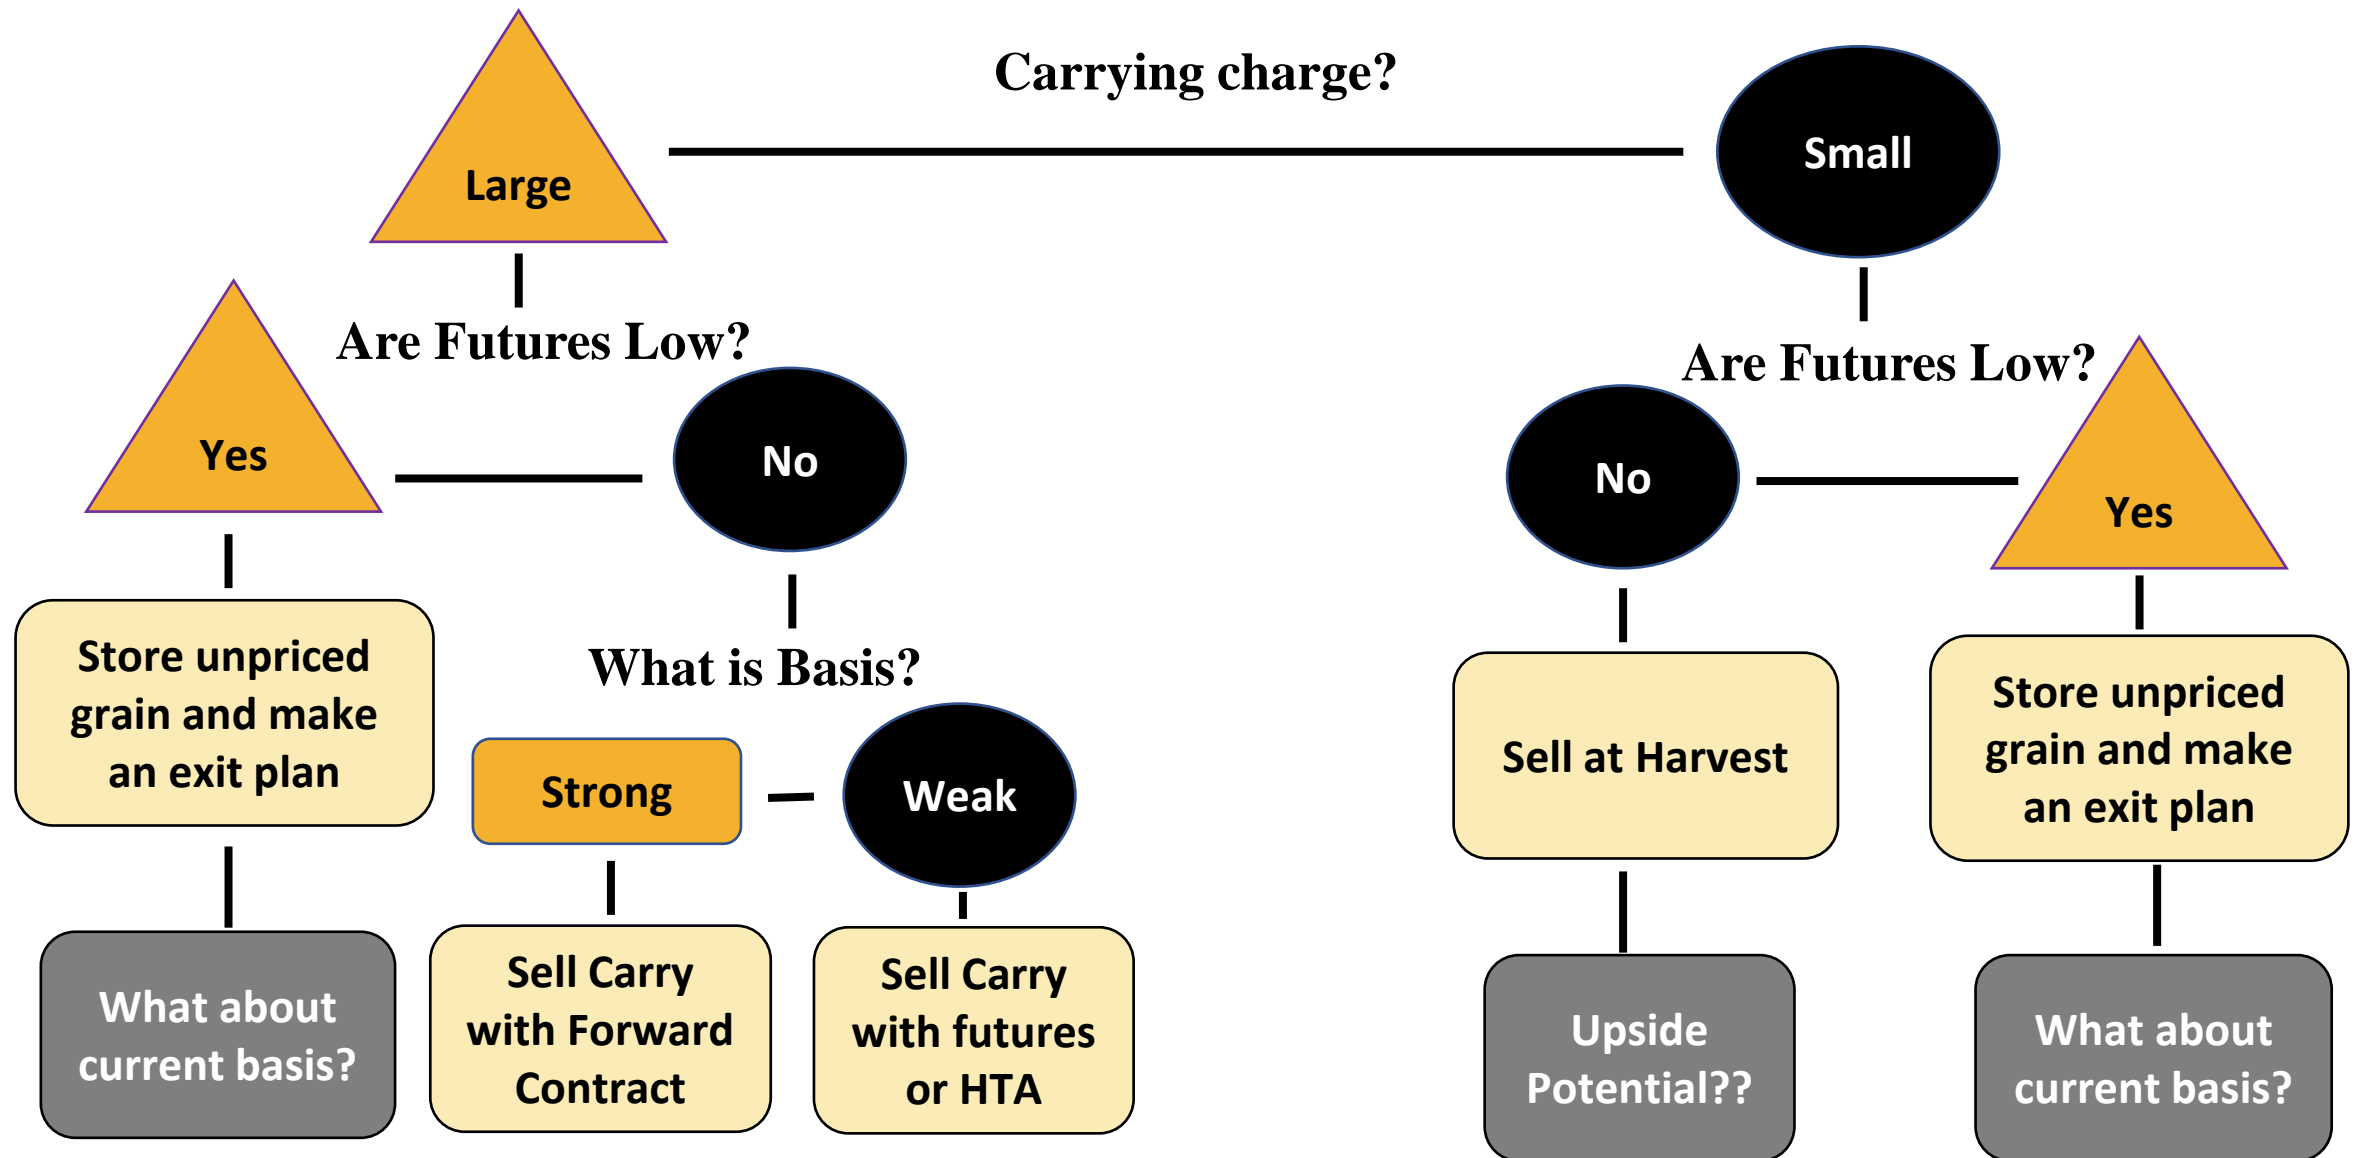 Carrying charge?
Large
Small
Are Futures Low?
Are Futures Low?
Yes
No
No
Yes
Store unpriced
grain and make
an exit plan
What is Basis?
Strong
Weak
Sell at Harvest
Store unpriced
grain and make
an exit plan
What about
current basis?
Sell Carry
with Forward
Contract
Sell Carry
with futures
or HTA
Upside
Potential??
What about
current basis?